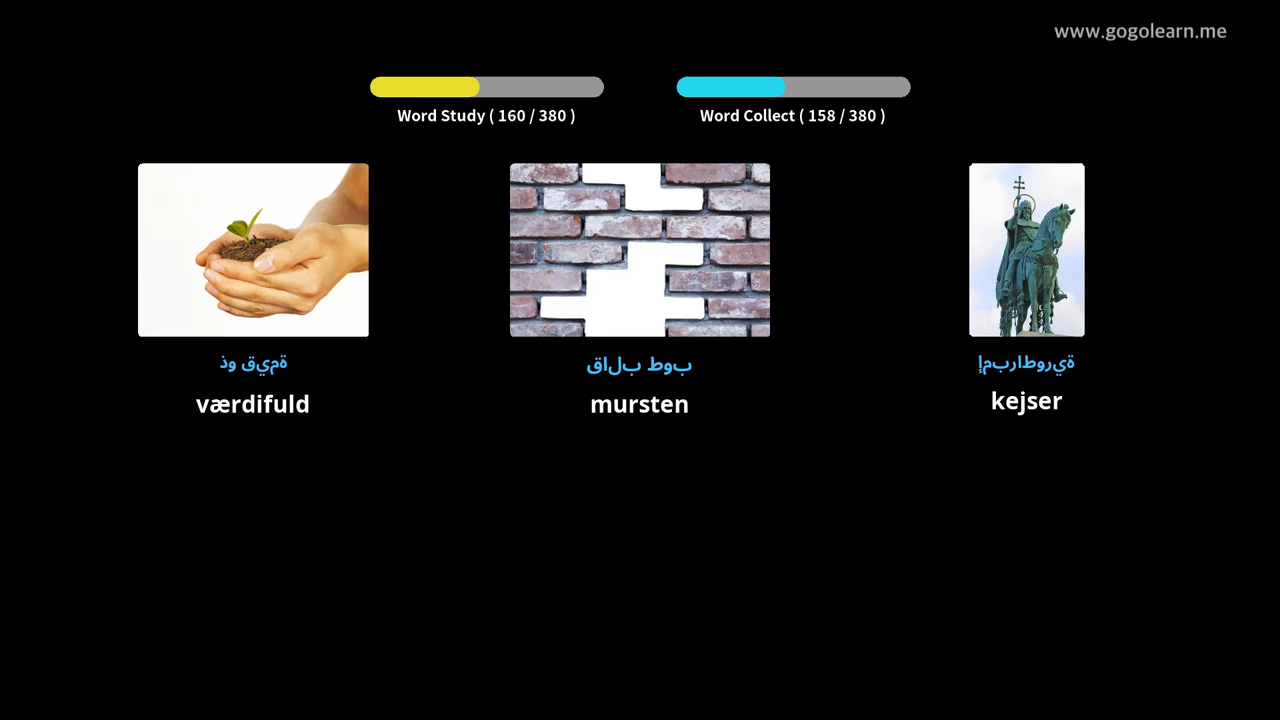 www.gogolearn.me
Word Study ( 160 / 380 )
Word Collect ( 158 / 380 )
ذو قيمة
værdifuld
قالب طوب
mursten
إمبراطورية
kejser